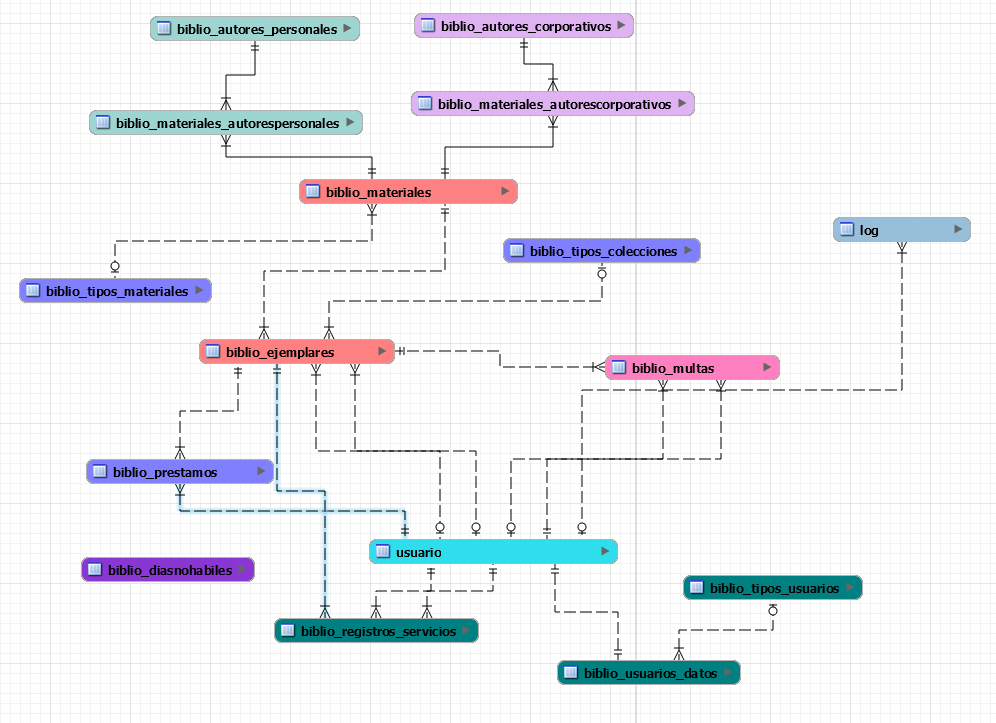 biblio_autores_personales
biblio_autores_corporativos
biblio_materiales_autorespersonales
biblio_materiales_autorescorporativos
biblio_materiales
log
biblio_tipos_colecciones
biblio_tipos_materiales
biblio_ejemplares
biblio_multas
biblio_prestamos
usuario
biblio_diasnohabiles
biblio_tipos_usuarios
biblio_registros_servicios
biblio_usuarios_datos